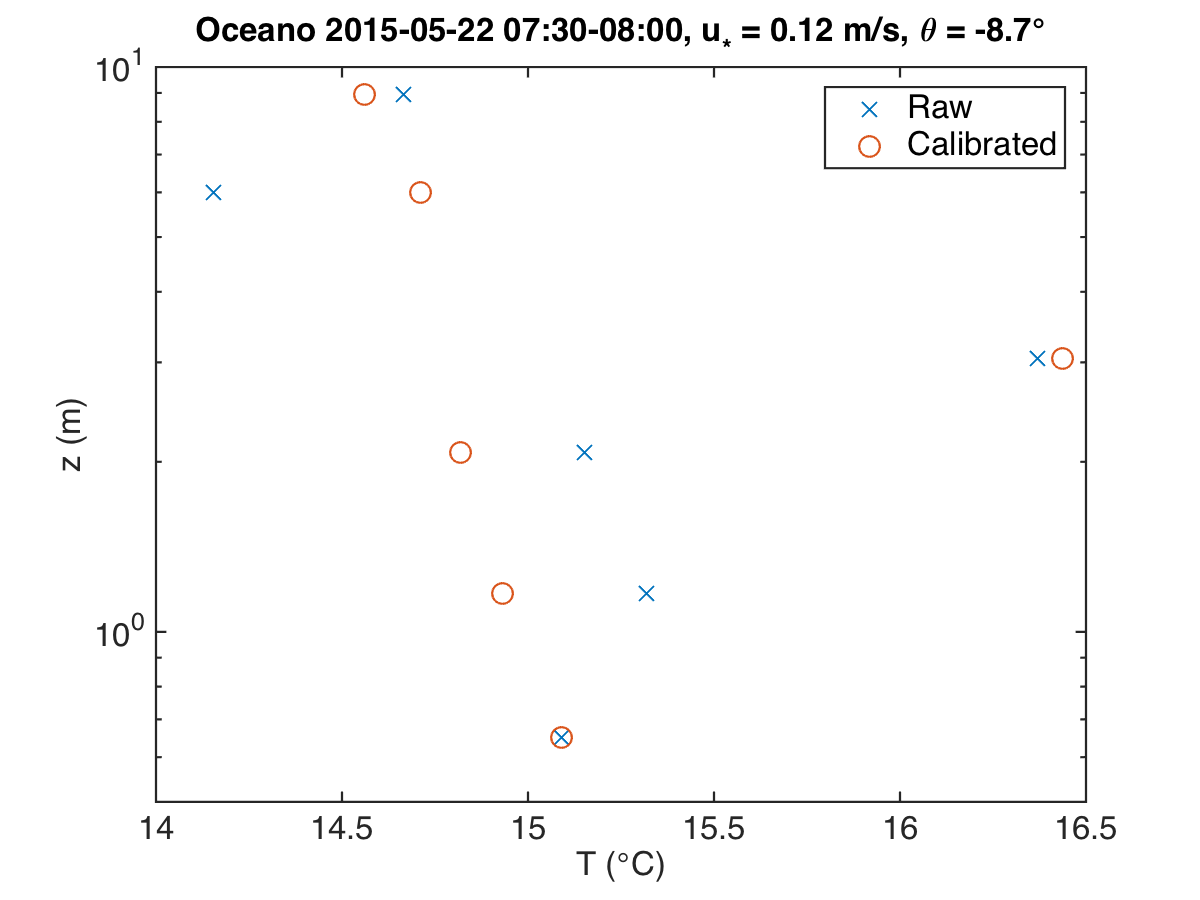 Oceano 2015-05-22 07:30-08:00, u* = 0.12 m/s, θ = -8.7°
10¹
Raw
Calibrated
z (m)
10⁰
14 14.5 15 15.5 16 16.5
T (°C)